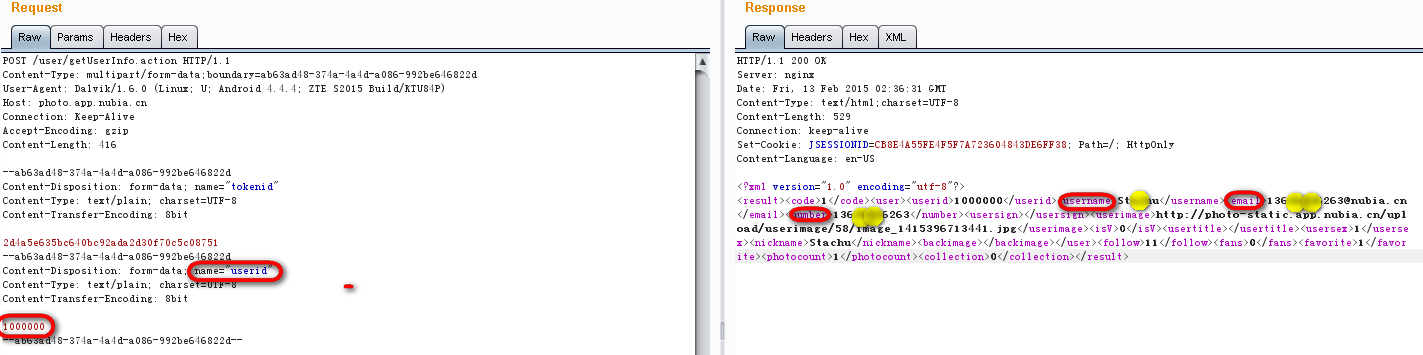 Request
Raw
Params
Headers
Hex
POST /user/getUserInfo.action HTTP/1.1
Content-Type: multipart/form-data;boundary=ab63ad48-374a-4a4d-a086-992be646822d
User-Agent: Dalvik/1.6.0 (Linux; U; Android 4.4.4; ZTE S2015 Build/KTU84P)
Host: photo.app.nubia.cn
Connection: Keep-Alive
Accept-Encoding: gzip
Content-Length: 416
--ab63ad48-374a-4a4d-a086-992be646822d
Content-Disposition: form-data; name="tokenid"
Content-Type: text/plain; charset=UTF-8
Content-Transfer-Encoding: 8bit
2d4a5e635bc640bc92ada2d30f70c5c08751
--ab63ad48-374a-4a4d-a086-992be646822d
Content-Disposition: form-data; name="userid"
Content-Type: text/plain; charset=UTF-8
Content-Transfer-Encoding: 8bit
1000000
--ab63ad48-374a-4a4d-a086-992be646822d--
Response
Raw
Headers
Hex
XML
HTTP/1.1 200 OK
Server: nginx
Date: Fri, 13 Feb 2015 02:36:31 GMT
Content-Type: text/html;charset=UTF-8
Content-Length: 529
Connection: keep-alive
Set-Cookie: JSESSIONID=CB8E4A55FE4F5F7A723604843DE6FF38; Path=/; HttpOnly
Content-Language: en-US
<?xml version="1.0" encoding="utf-8"?>
<result><code>1</code><user><userid>1000000</userid><username> </username><email> 263@nubia.cn
</email><number> 263</number><usersign></usersign><userimage>http://photo-static.app.nubia.cn/upl
oad/userimage/58/image_1415396713441.jpg</userimage><isV>0</isV><usertitle></usertitle><usersex>1</userse
x><nickname>Stachu</nickname><backimage></backimage></user><follow>11</follow><fans>0</fans><favorite>1</favor
ite><photocount>1</photocount><collection>0</collection></result>